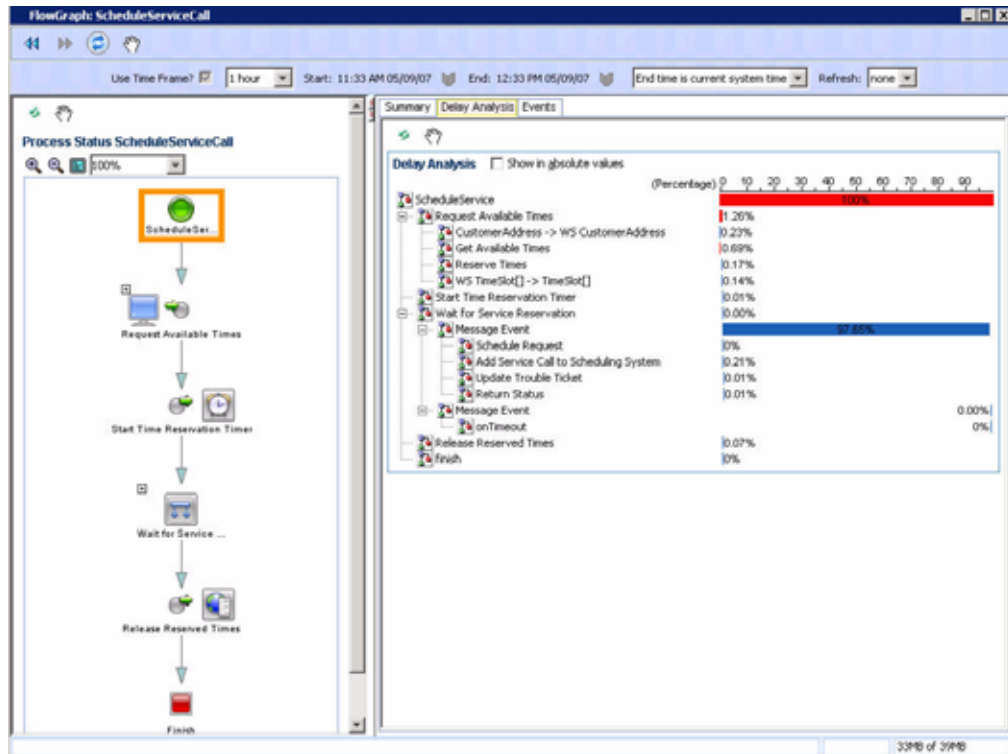 FlowGraph: ScheduleServiceCall
Use Time Frame? 1 hour Start: 11:33 AM 05/09/07 End: 12:33 PM 05/09/07 End time is current system time Refresh: none
Process Status ScheduleServiceCall
100%
ScheduleSer...
Request Available Times
Start Time Reservation Timer
Wait for Service ...
Release Reserved Times
Finish
Summary Delay Analysis Events
Delay Analysis Show in absolute values
(Percentage) 0 10 20 30 40 50 60 70 80 90
ScheduleService 100%
Request Available Times 1.26%
CustomerAddress -> WS CustomerAddress 0.23%
Get Available Times 0.69%
Reserve Times 0.17%
WS TimeSlot[] -> TimeSlot[] 0.14%
Start Time Reservation Timer 0.01%
Wait for Service Reservation 0.00%
Message Event 97.65%
Schedule Request 0%
Add Service Call to Scheduling System 0.21%
Update Trouble Ticket 0.01%
Return Status 0.01%
Message Event 0.00%
onTimeout 0%
Release Reserved Times 0.07%
finish 0%
33MB of 39MB